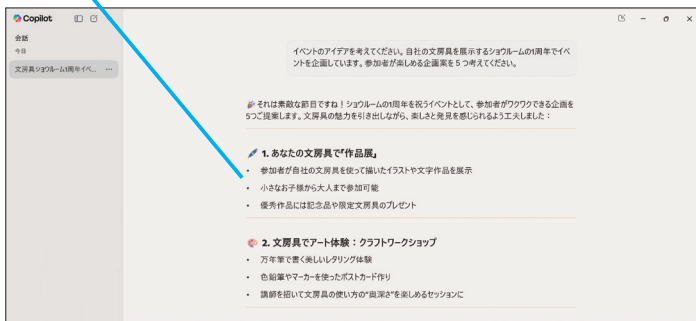 Copilot
会話
今日
文房具ショウルーム1周年イベ... ...
イベントのアイデアを考えてください。自社の文房具を展示するショウルームの1周年でイベ
ントを企画しています。参加者が楽しめる企画案を 5 つ考えてください。
🎉 それは素敵な節目ですね！ショウルームの1周年を祝うイベントとして、参加者がワクワクできる企画を
5つご提案します。文房具の魅力を引き出しながら、楽しさと発見を感じられるよう工夫しました：
🖋️ 1. あなたの文房具で『作品展』
• 参加者が自社の文房具を使って描いたイラストや文字作品を展示
• 小さなお子様から大人まで参加可能
• 優秀作品には記念品や限定文房具のプレゼント
🎨 2. 文房具でアート体験：クラフトワークショップ
• 万年筆で書く美しいレタリング体験
• 色鉛筆やマーカーを使ったポストカード作り
• 講師を招いて文房具の使い方の“奥深さ”を楽しめるセッションに